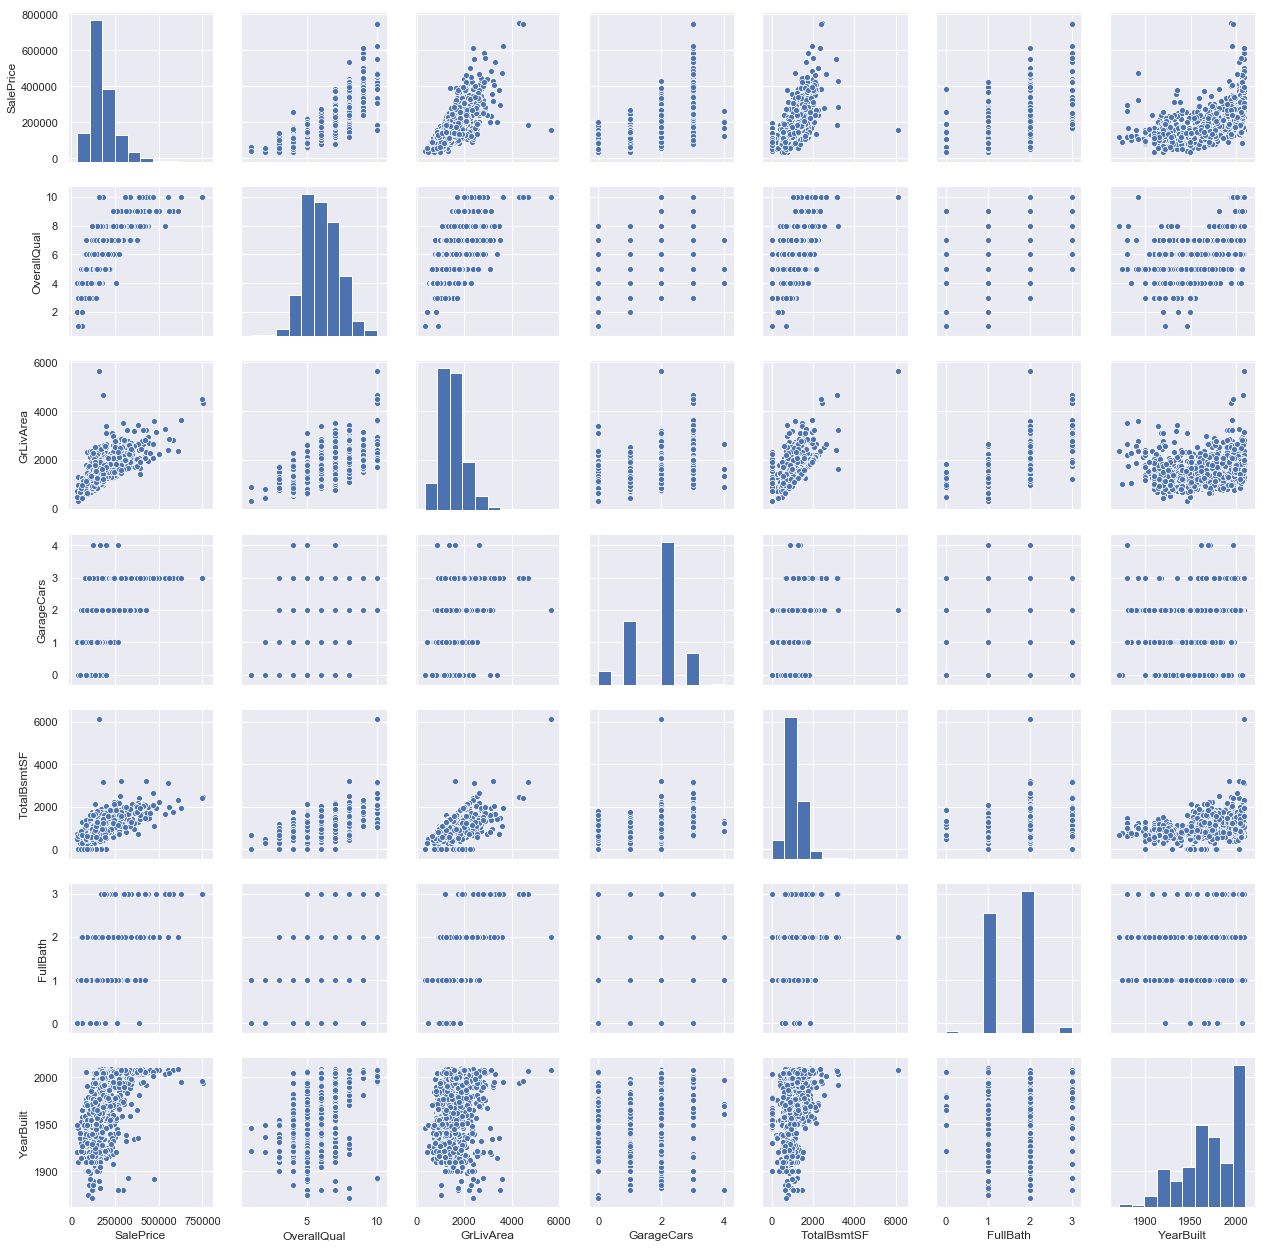 800000
600000
400000
200000
0
SalePrice
10
8
6
4
2
OverallQual
6000
4000
2000
0
GrLivArea
4
3
2
1
0
GarageCars
6000
4000
2000
0
TotalBsmtSF
3
2
1
0
FullBath
2000
1950
1900
YearBuilt
0 250000 500000 750000
5 10
0 2000 4000 6000
0 2 4
0 2000 4000 6000
0 1 2 3
1900 1950 2000
SalePrice OverallQual GrLivArea GarageCars TotalBsmtSF FullBath YearBuilt